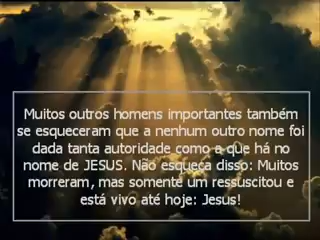 Muitos outros homens importantes também
se esqueceram que a nenhum outro nome foi
dada tanta autoridade como a que há no
nome de JESUS. Não esqueça disso: Muitos
morreram, mas somente um ressuscitou e
está vivo até hoje: Jesus!